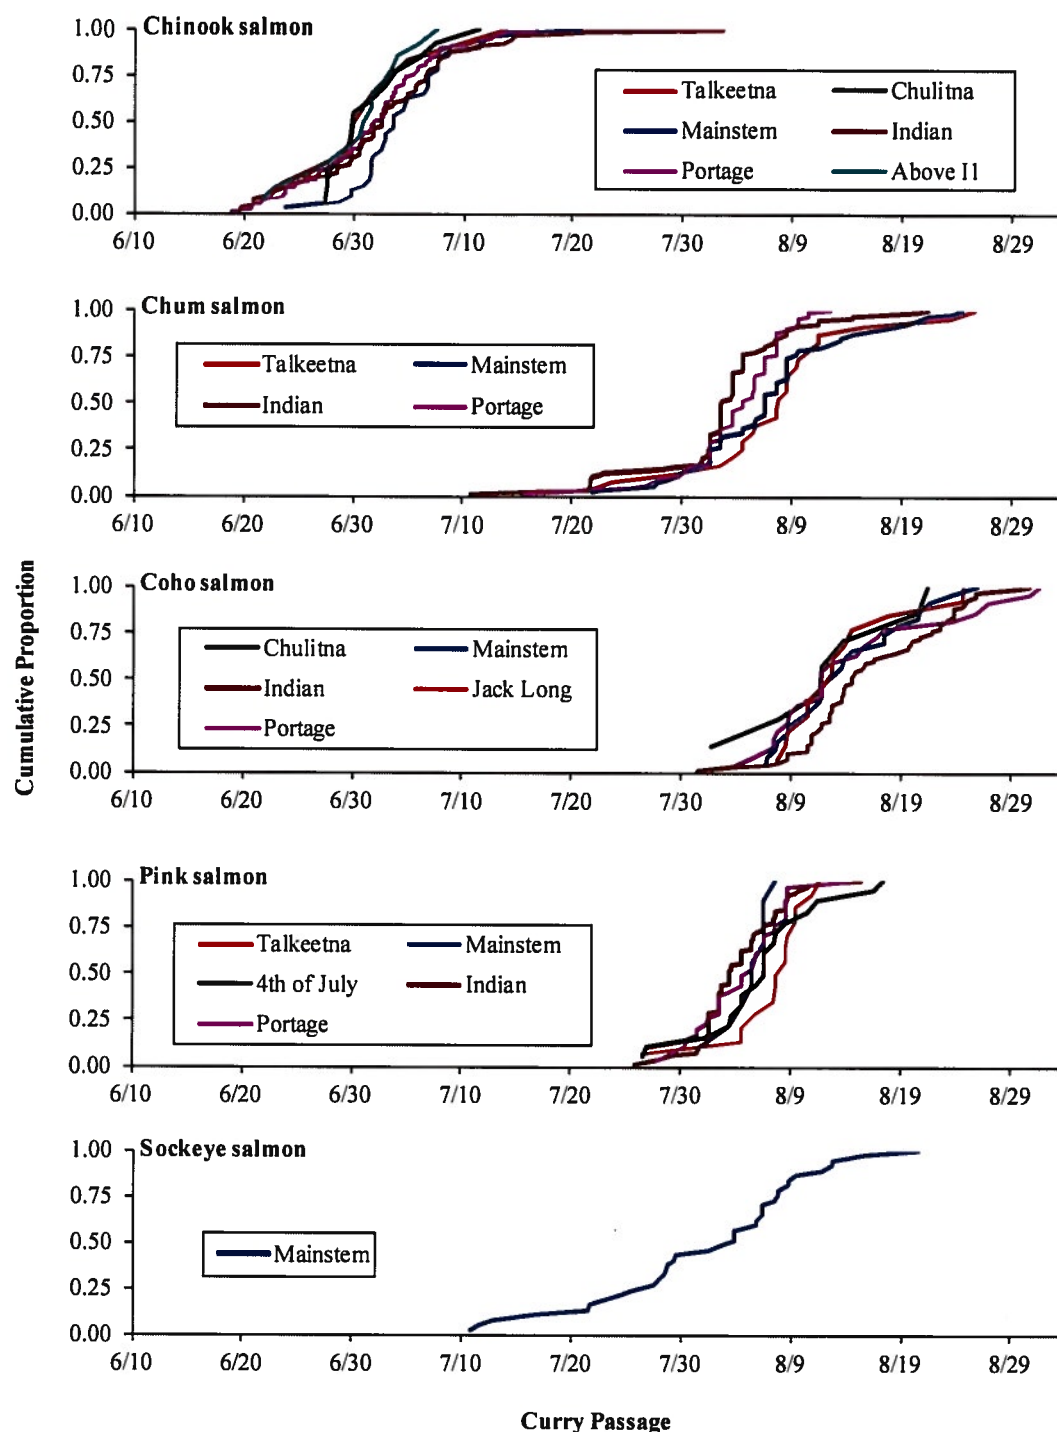 Chinook salmon
1.00
0.75
0.50
0.25
0.00
Talkeetna Chulitna
Mainstem Indian
Portage Above I1
6/10 6/20 6/30 7/10 7/20 7/30 8/9 8/19 8/29
Chum salmon
1.00
0.75
0.50
0.25
0.00
Talkeetna Mainstem
Indian Portage
6/10 6/20 6/30 7/10 7/20 7/30 8/9 8/19 8/29
Cumulative Proportion
Coho salmon
1.00
0.75
0.50
0.25
0.00
Chulitna Mainstem
Indian Jack Long
Portage
6/10 6/20 6/30 7/10 7/20 7/30 8/9 8/19 8/29
Pink salmon
1.00
0.75
0.50
0.25
0.00
Talkeetna Mainstem
4th of July Indian
Portage
6/10 6/20 6/30 7/10 7/20 7/30 8/9 8/19 8/29
Sockeye salmon
1.00
0.75
0.50
0.25
0.00
Mainstem
6/10 6/20 6/30 7/10 7/20 7/30 8/9 8/19 8/29
Curry Passage